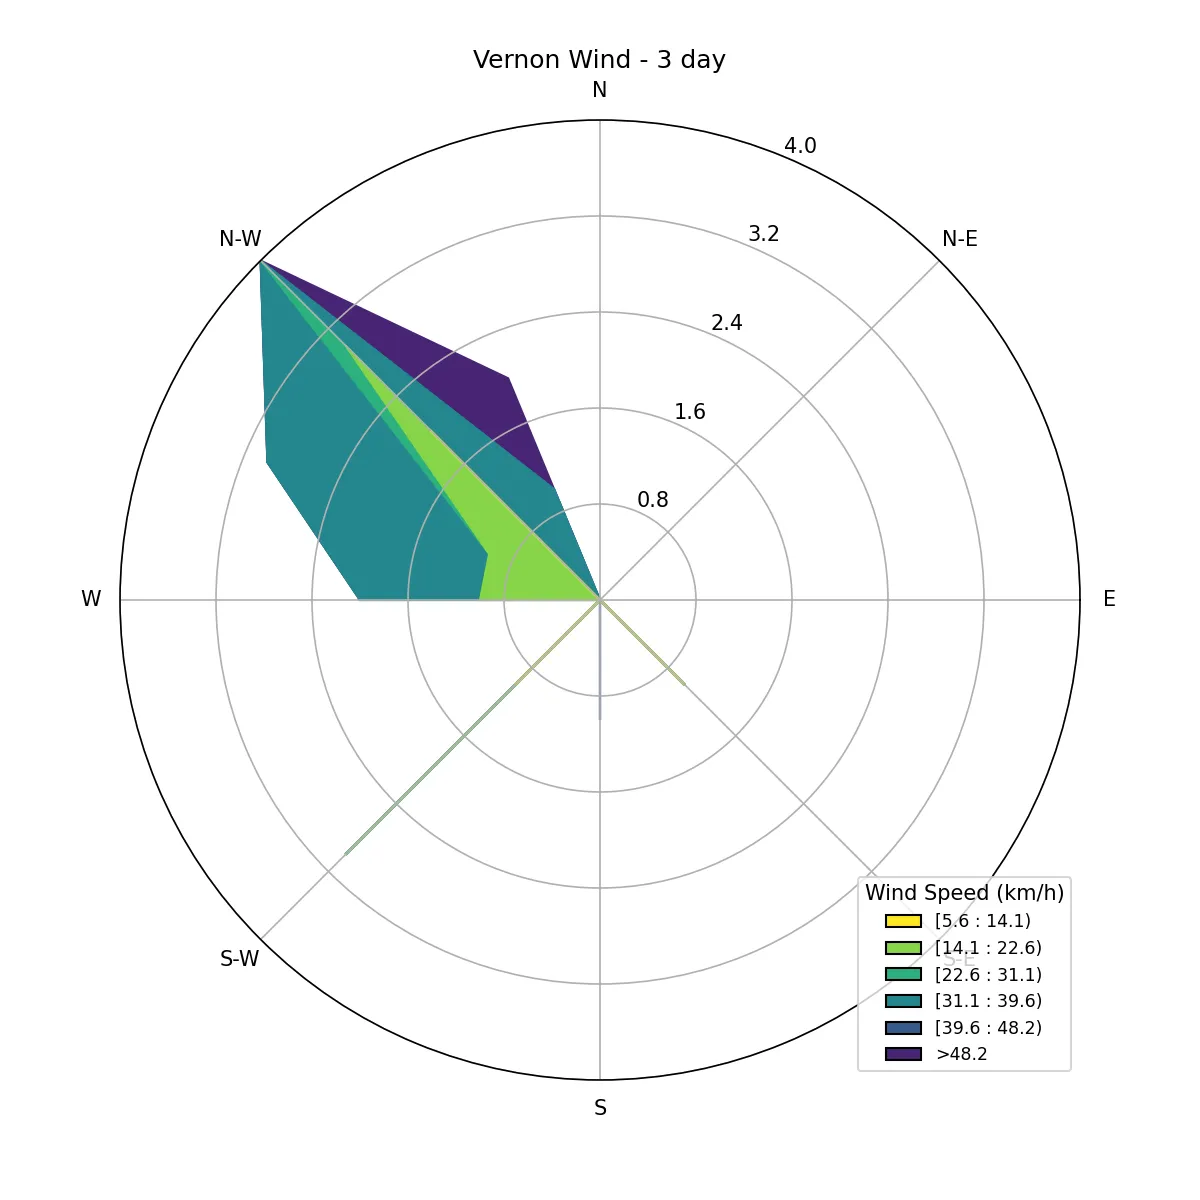 Vernon Wind - 3 day
N
4.0
N-W
N-E
3.2
2.4
1.6
0.8
W
E
Wind Speed (km/h)
[5.6 : 14.1)
[14.1 : 22.6)
S-W
S-E
[22.6 : 31.1)
[31.1 : 39.6)
[39.6 : 48.2)
>48.2
S